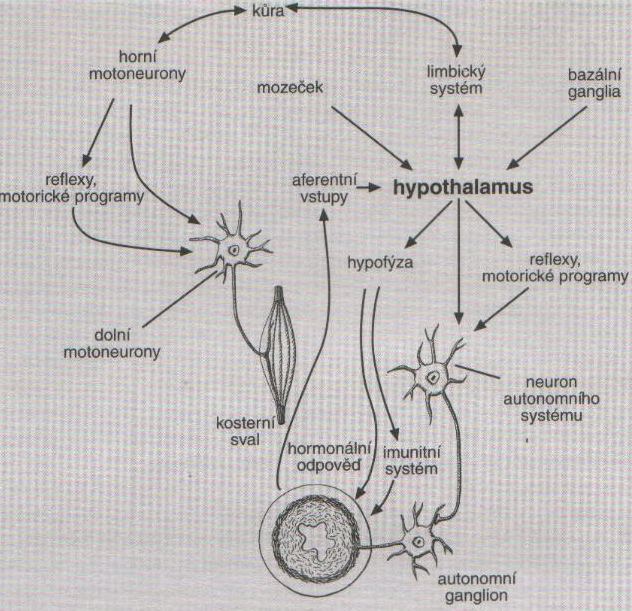 kůra
horní
motoneurony
mozeček
limbický
systém
bazální
ganglia
reflexy,
motorické programy
aferentní
vstupy
hypothalamus
hypofýza
reflexy,
motorické programy
dolní
motoneurony
neuron
autonomního
systému
kosterní
sval
hormonální
odpověď
imunitní
systém
autonomní
ganglion